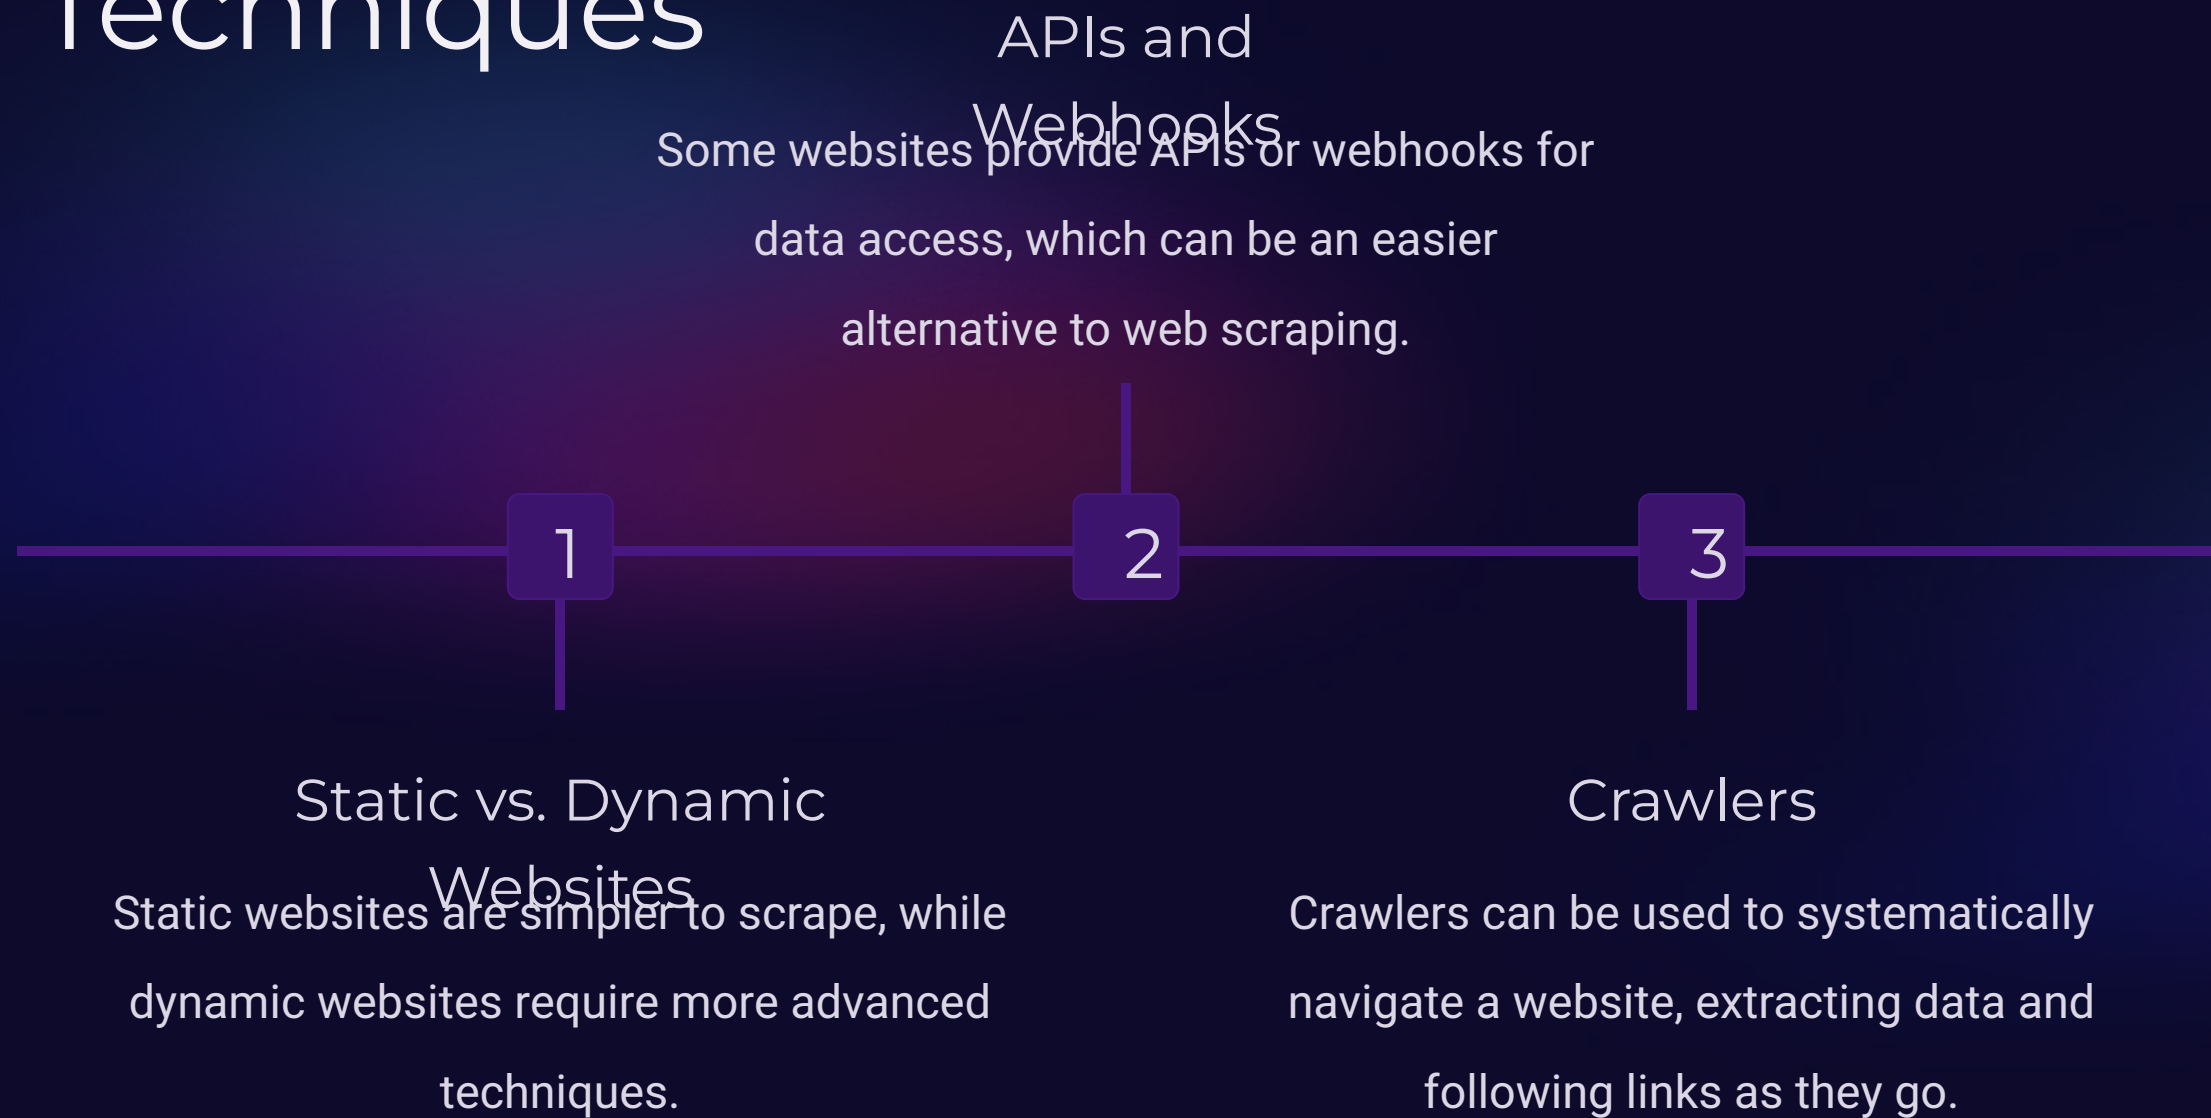 Techniques
APIs and
Webhooks
Some websites provide APIs or webhooks for
data access, which can be an easier
alternative to web scraping.
1
2
3
Static vs. Dynamic
Websites
Static websites are simpler to scrape, while
dynamic websites require more advanced
techniques.
Crawlers
Crawlers can be used to systematically
navigate a website, extracting data and
following links as they go.